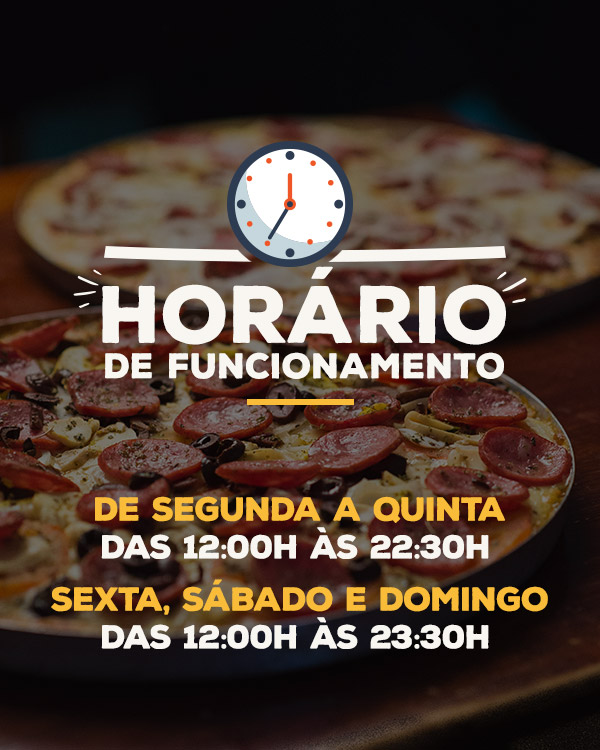 HORÁRIO
DE FUNCIONAMENTO
DE SEGUNDA A QUINTA
DAS 12:00H ÀS 22:30H
SEXTA, SÁBADO E DOMINGO
DAS 12:00H ÀS 23:30H